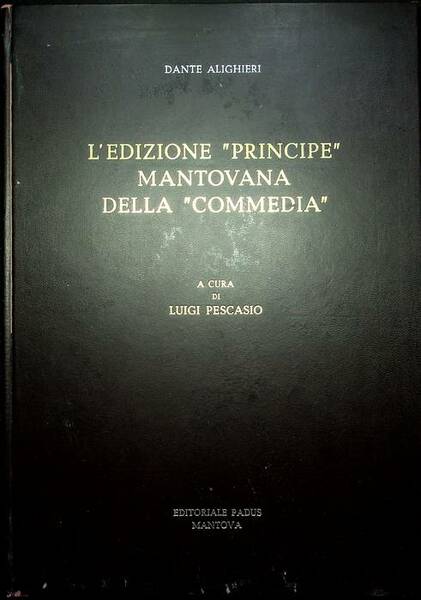 DANTE ALIGHIERI
L'EDIZIONE "PRINCIPE"
MANTOVANA
DELLA "COMMEDIA"
A CURA
DI
LUIGI PESCASIO
EDITORIALE PADUS
MANTOVA